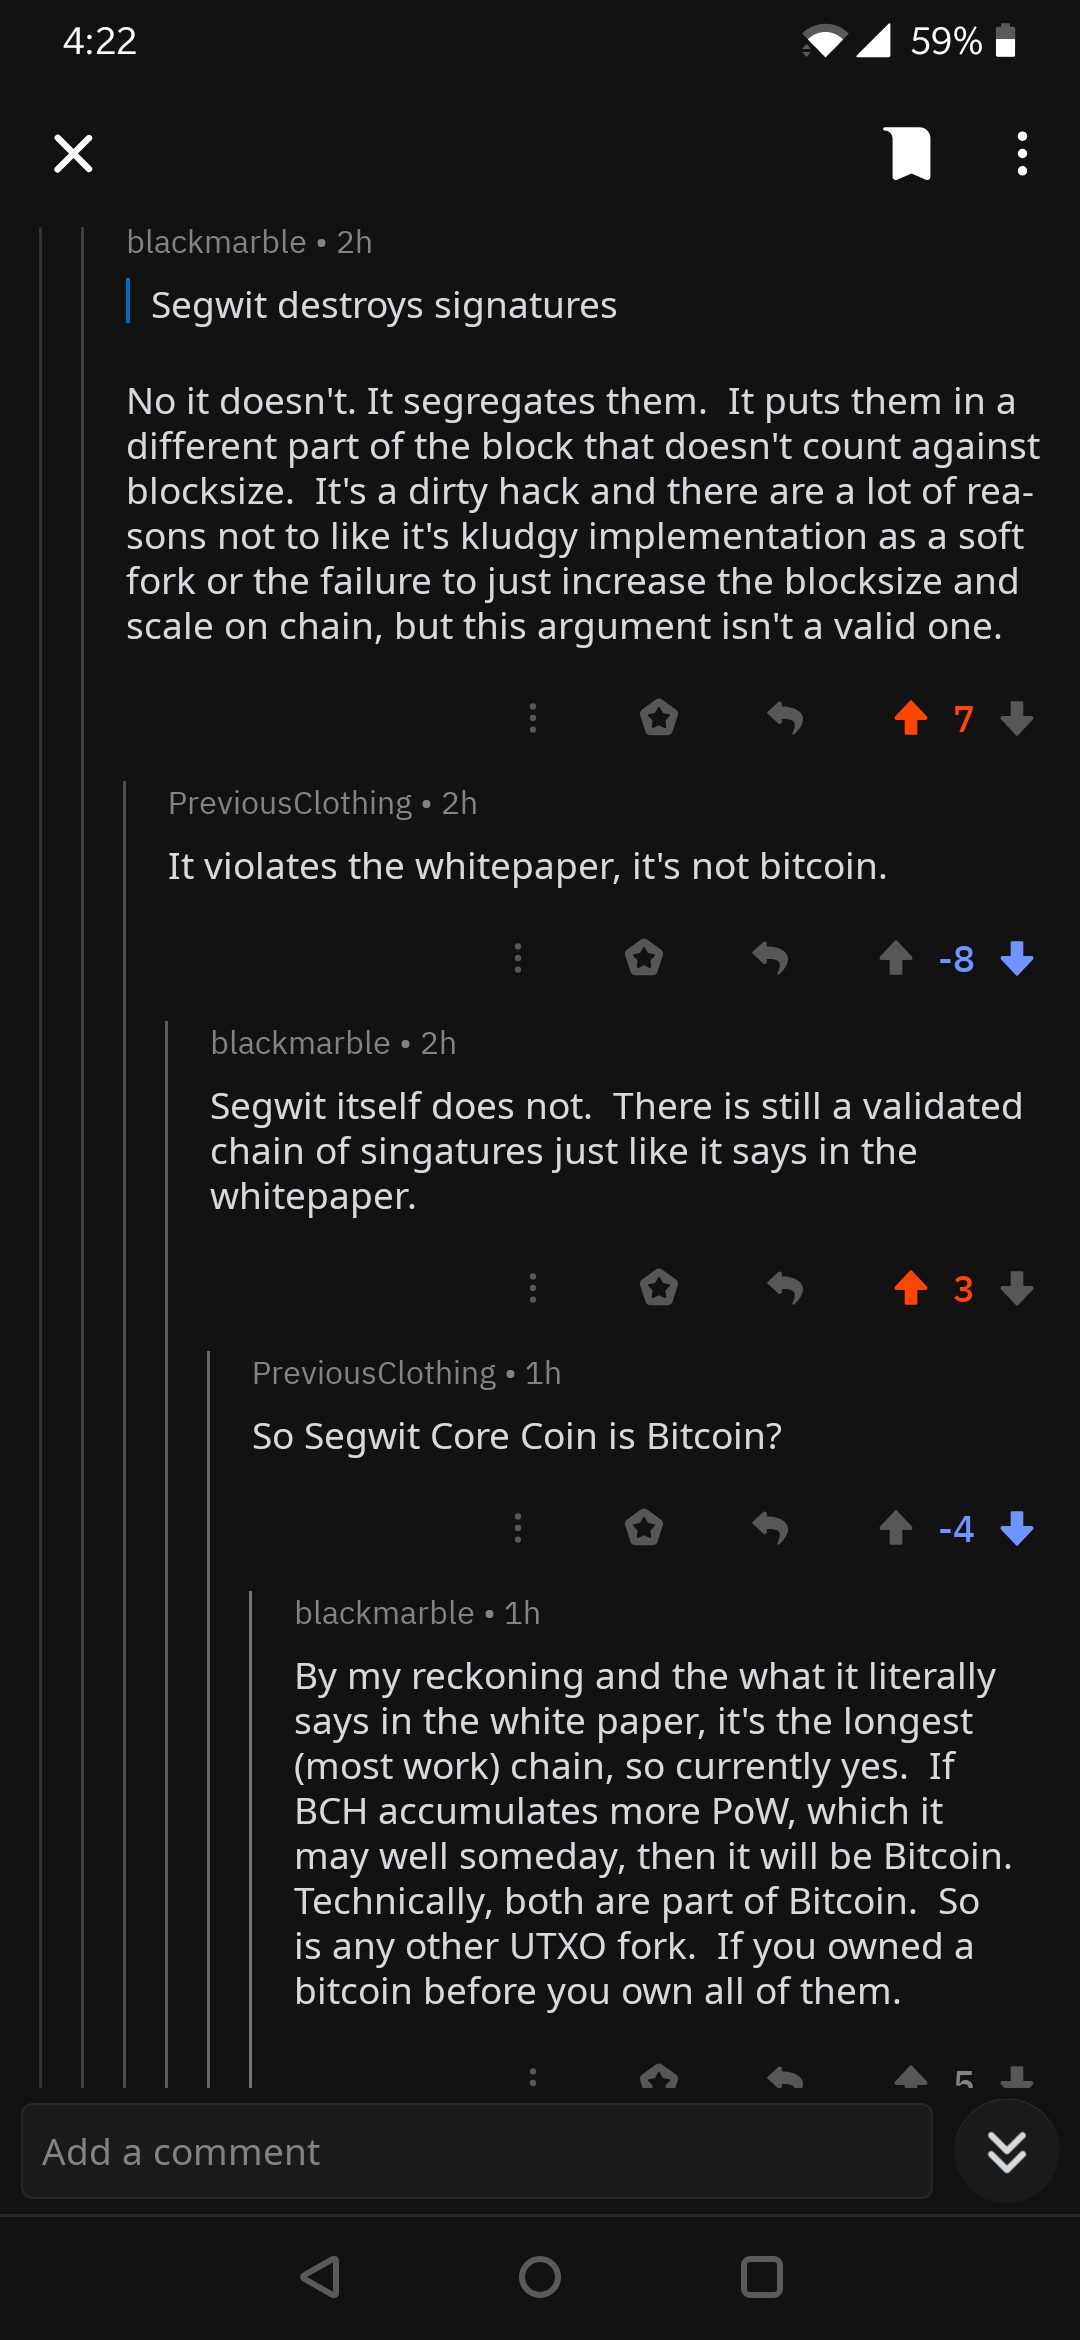 4:22
59%
blackmarble • 2h
Segwit destroys signatures
No it doesn't. It segregates them.  It puts them in a
different part of the block that doesn't count against
blocksize.  It's a dirty hack and there are a lot of rea-
sons not to like it's kludgy implementation as a soft
fork or the failure to just increase the blocksize and
scale on chain, but this argument isn't a valid one.
7
PreviousClothing • 2h
It violates the whitepaper, it's not bitcoin.
-8
blackmarble • 2h
Segwit itself does not.  There is still a validated
chain of singatures just like it says in the
whitepaper.
3
PreviousClothing • 1h
So Segwit Core Coin is Bitcoin?
-4
blackmarble • 1h
By my reckoning and the what it literally
says in the white paper, it's the longest
(most work) chain, so currently yes.  If
BCH accumulates more PoW, which it
may well someday, then it will be Bitcoin.
Technically, both are part of Bitcoin.  So
is any other UTXO fork.  If you owned a
bitcoin before you own all of them.
5
Add a comment